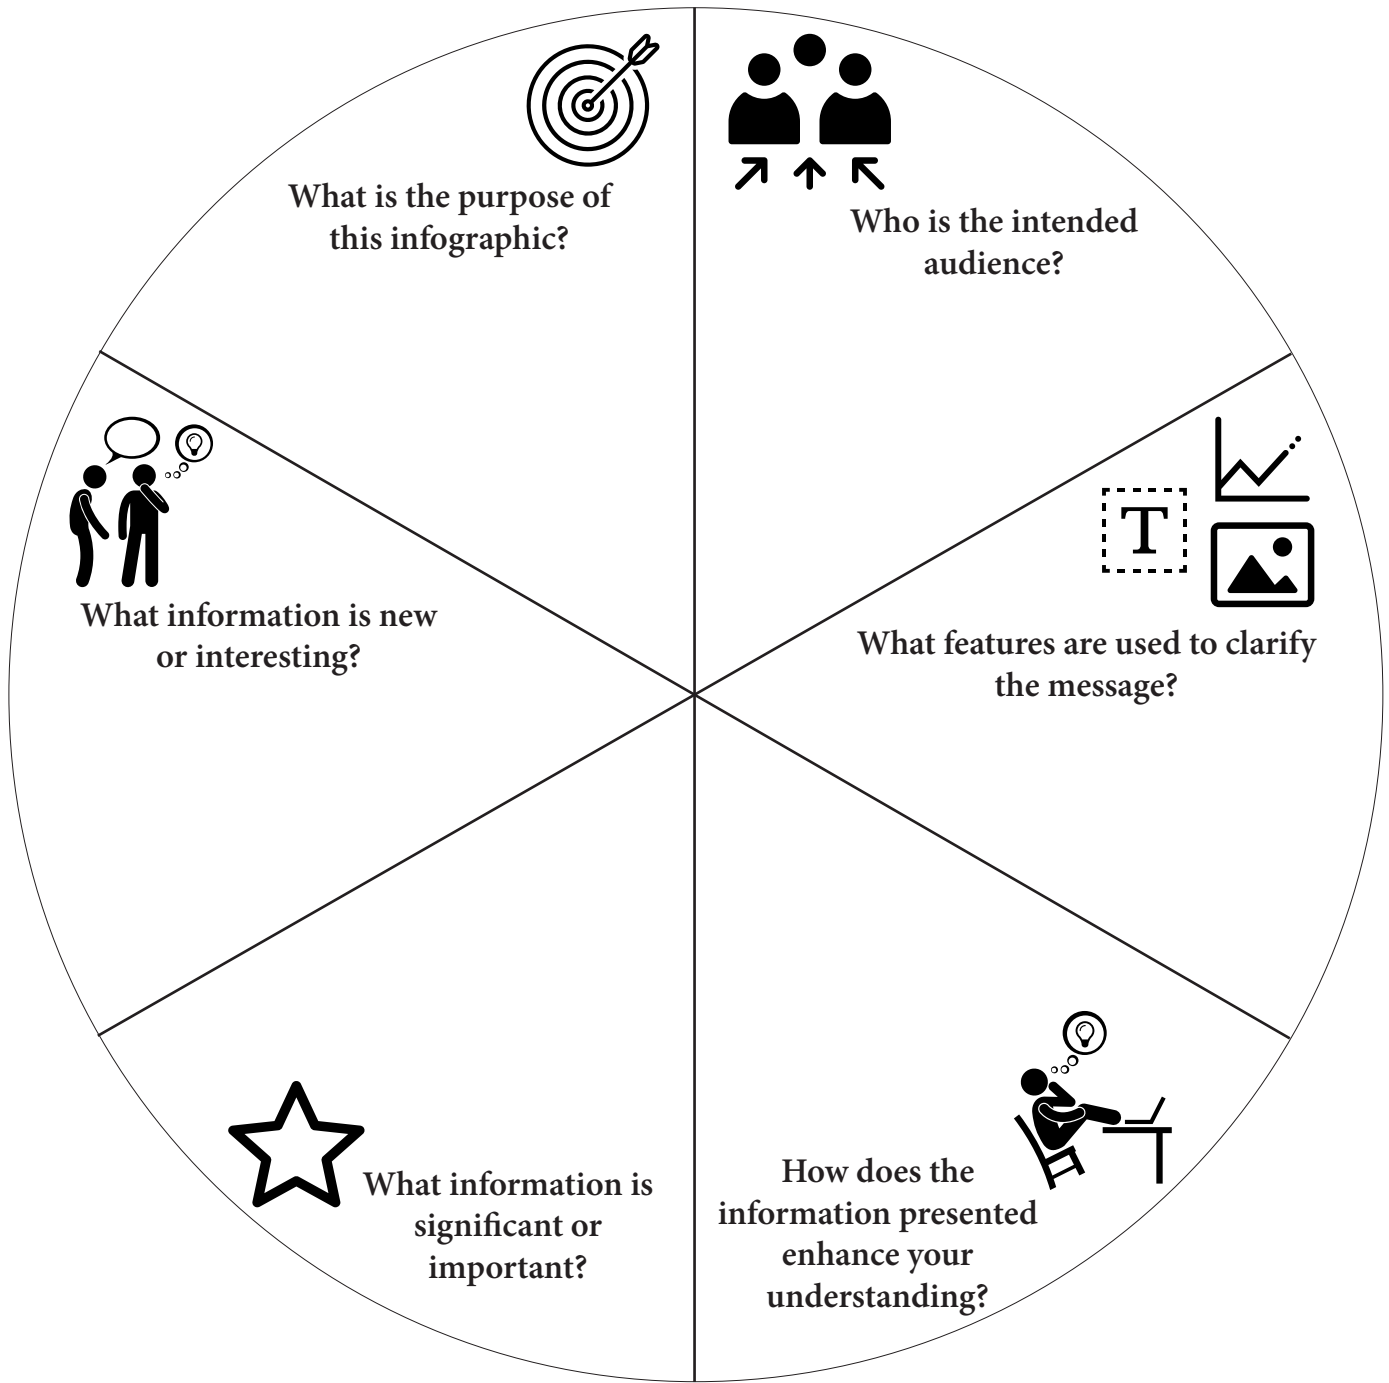 What is the purpose of
this infographic?
Who is the intended
audience?
T
What features are used to clarify
the message?
How does the
information presented
enhance your
understanding?
What information is
significant or
important?
What information is new
or interesting?